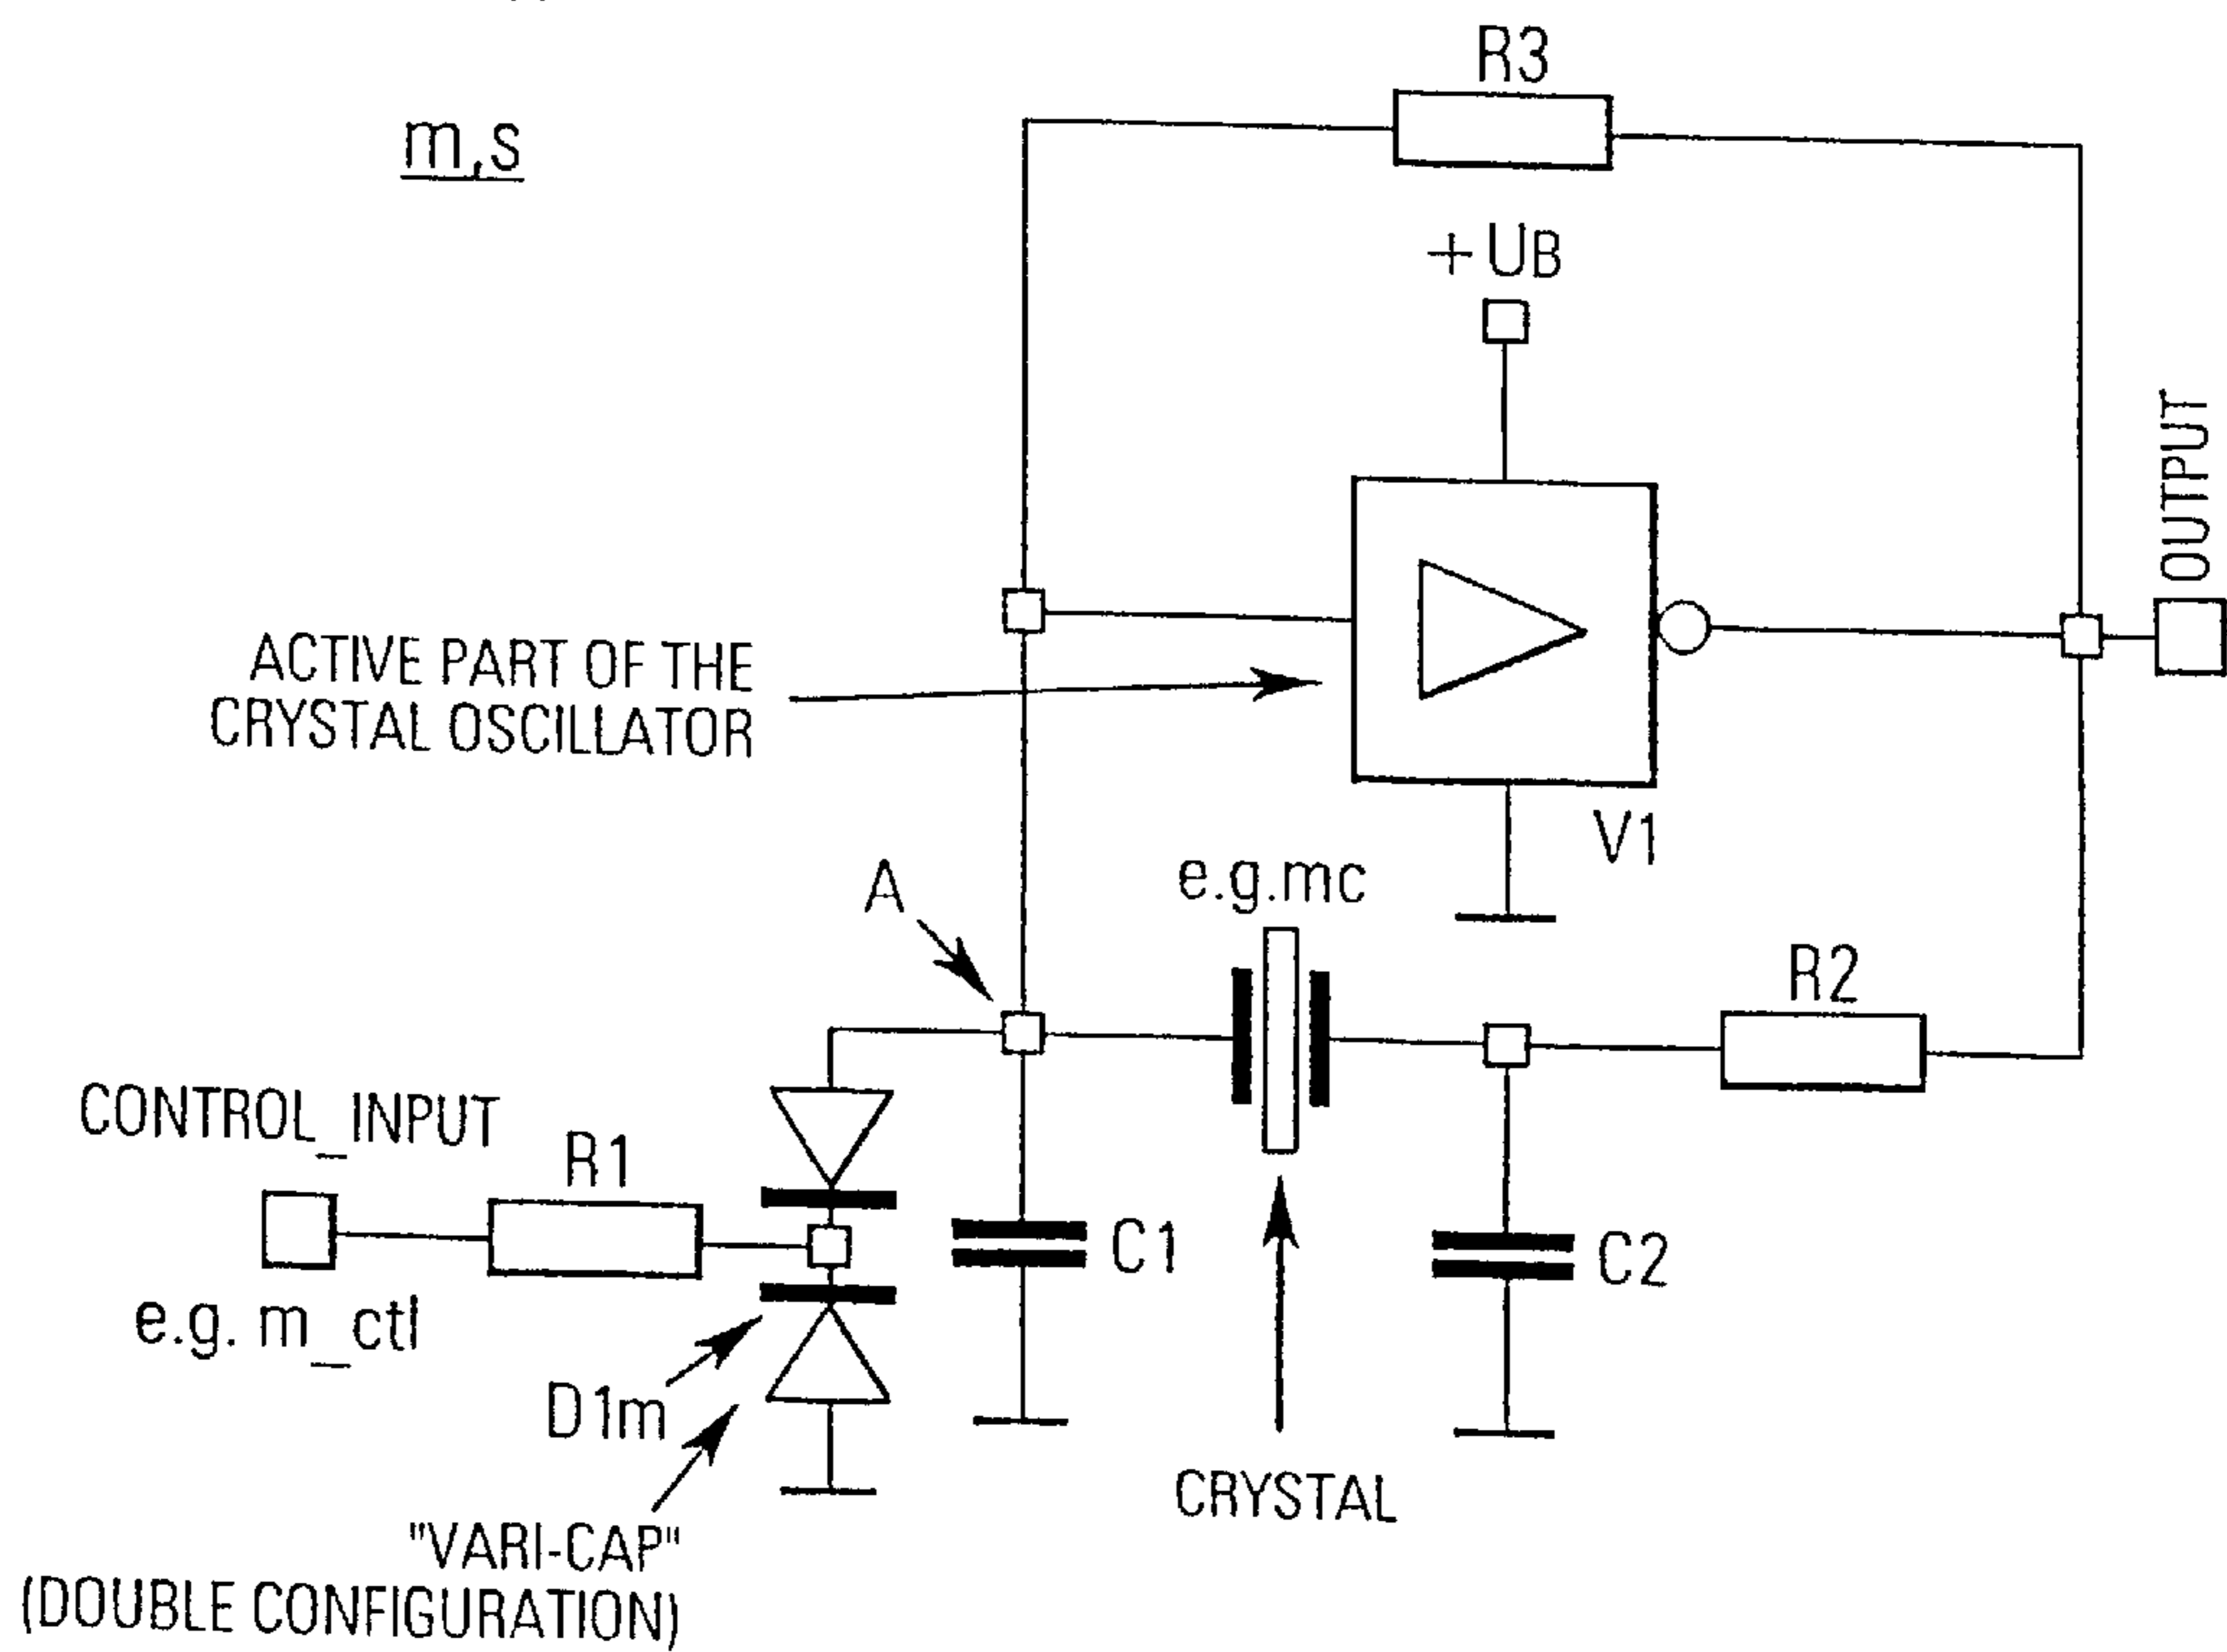 R3
m,s
+UB
OUTPUT
ACTIVE PART OF THE
CRYSTAL OSCILLATOR
V1
A
e.g.mc
R2
CONTROL_INPUT
R1
C1
C2
e.g. m_ctl
D1m
CRYSTAL
"VARI-CAP"
(DOUBLE CONFIGURATION)